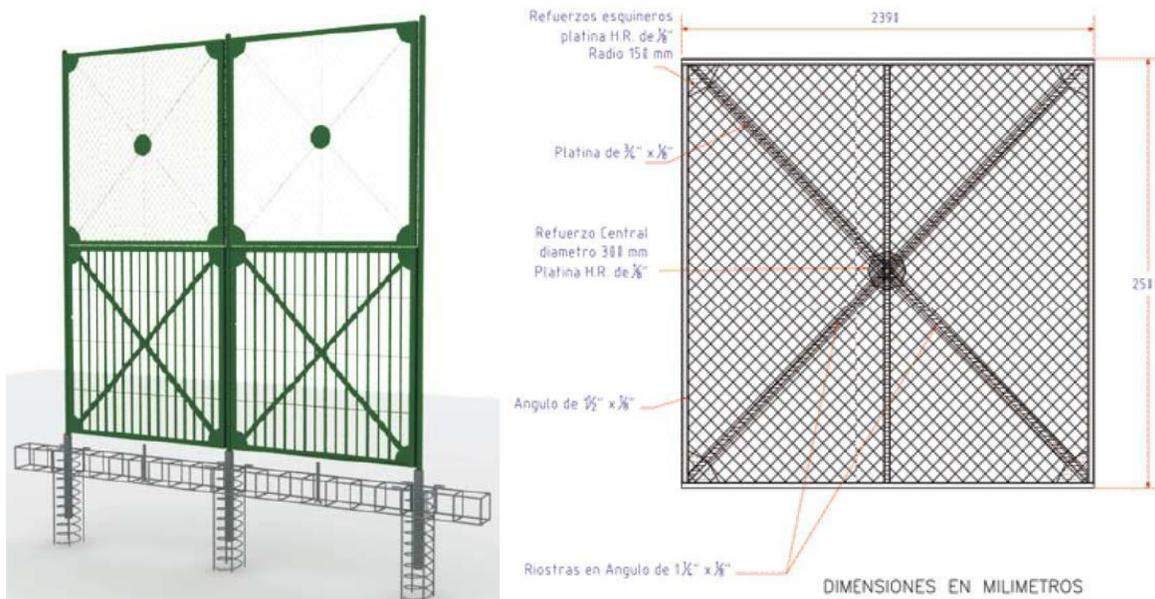 Refuerzos esquineros
platina H.R. de ⅛"
Radio 150 mm
2390
Platina de ¾" x ⅛"
Refuerzo Central
diametro 300 mm
Platina H.R. de ⅛"
Angulo de 1½" x ⅛"
Riostras en Angulo de 1¼" x ⅛"
DIMENSIONES EN MILIMETROS